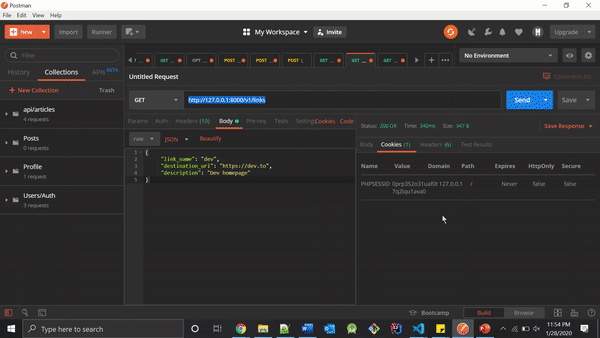 Postman
File Edit View Help
New Import Runner My Workspace Invite Upgrade
Filter
GET OPT POST POST POST GET GET GET No Environment
History Collections APIs BETA
Untitled Request Comments (0)
+ New Collection Trash
GET http://127.0.0.1:8000/v1/links Send Save
api/articles
4 requests
Params Auth Headers (10) Body Pre-req. Tests Settings Cookies Code
Status: 200 OK Time: 340ms Size: 347 B Save Response
Posts
0 requests
raw JSON Beautify
Body Cookies (1) Headers (6) Test Results
Profile
1 request
Users/Auth
3 requests
1 {
2 "link_name": "dev",
3 "destination_url": "https://dev.to",
4 "description": "Dev homepage"
5 }
Name Value Domain Path Expires HttpOnly Secure
PHPSESSID 127.0.0.1 / Never false false
Bootcamp Build Browse
Type here to search
11:54 PM
1/28/2020